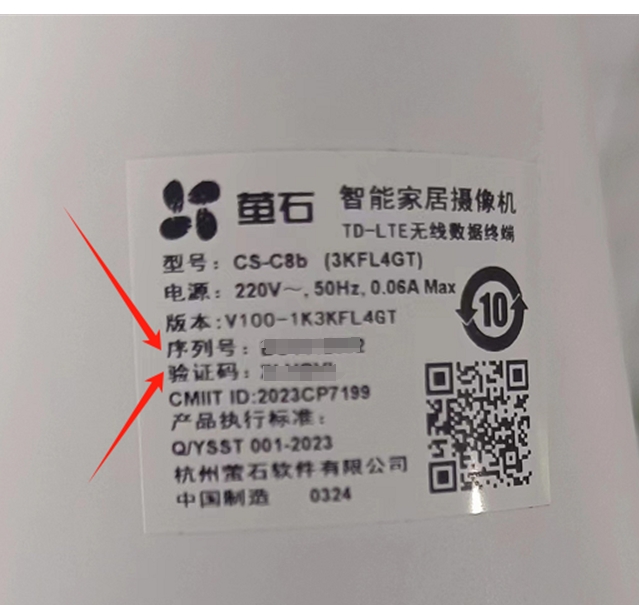 萤石
智能家居摄像机
TD-LTE无线数据终端
型号：CS-C8b (3KFL4GT)
电源：220V～, 50Hz, 0.06A Max
版本:V100-1K3KFL4GT
序列号：
验证码：
CMIIT ID:2023CP7199
产品执行标准：
Q/YSST 001-2023
杭州萤石软件有限公司
中国制造 0324
10